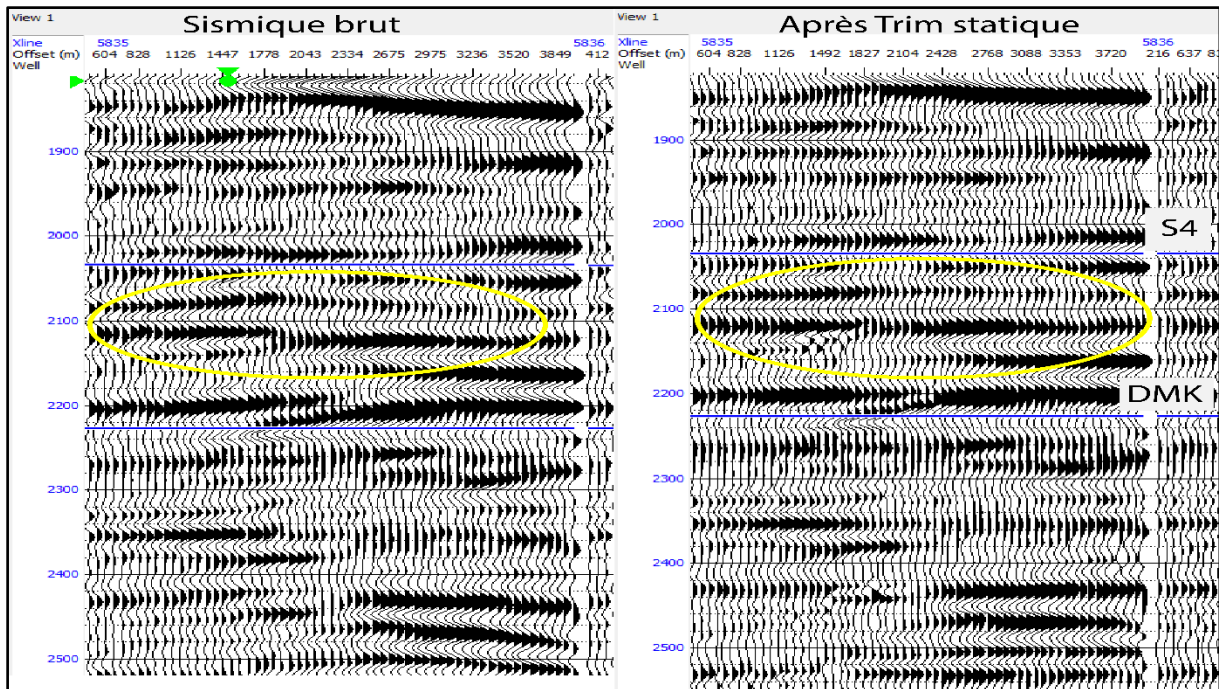 View 1
Sismique brut
Xline 5835 5836
Offset (m) 604 828 1126 1447 1778 2043 2334 2675 2975 3236 3520 3849 412
Well
1900
2000
2100
2200
2300
2400
2500
View 1
Après Trim statique
Xline 5835 5836
Offset (m) 604 828 1126 1492 1827 2104 2428 2768 3088 3353 3720 216 637
Well
1900
2000
S4
2100
2200
DMK
2300
2400
2500